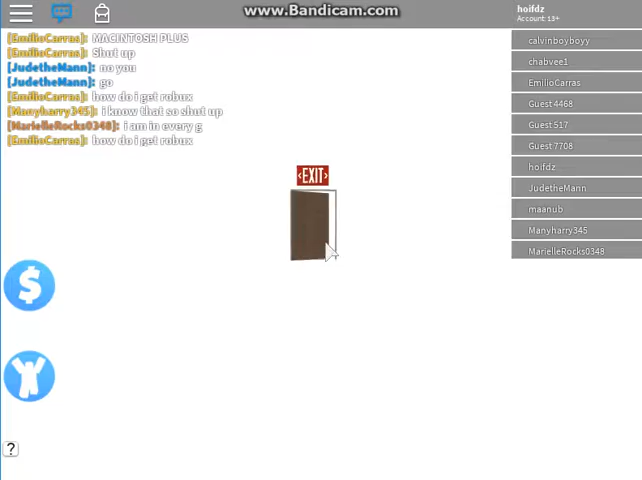 www.Bandicam.com
hoifdz
Account: 13+
[EmilioCarras]: MACINTOSH PLUS
[EmilioCarras]: Shut up
[JudetheMann]: no you
[JudetheMann]: go
[EmilioCarras]: how do i get robux
[Manyharry345]: i know that so shut up
[MarielleRocks0348]: i am in every g
[EmilioCarras]: how do i get robux
calvinboyboyy
chabvee1
EmilioCarras
Guest 4468
Guest 517
Guest 7708
hoifdz
JudetheMann
maanub
Manyharry345
MarielleRocks0348
‹EXIT›
$
?